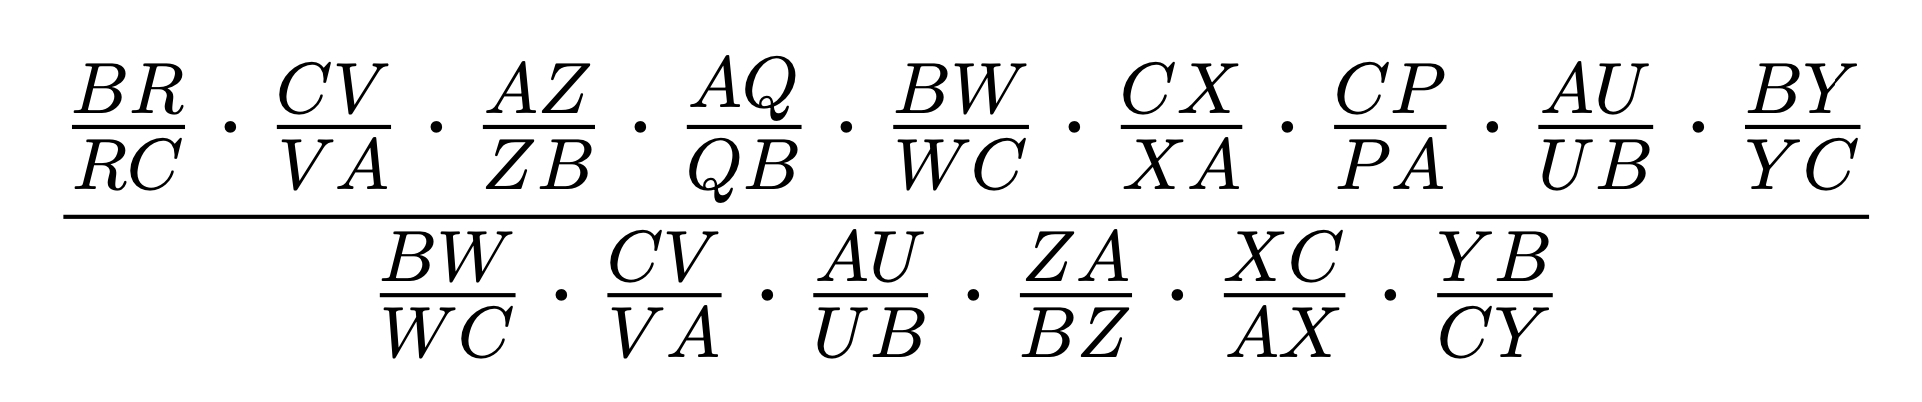 \frac{\frac{BR}{RC} \cdot \frac{CV}{VA} \cdot \frac{AZ}{ZB} \cdot \frac{AQ}{QB} \cdot \frac{BW}{WC} \cdot \frac{CX}{XA} \cdot \frac{CP}{PA} \cdot \frac{AU}{UB} \cdot \frac{BY}{YC}}{\frac{BW}{WC} \cdot \frac{CV}{VA} \cdot \frac{AU}{UB} \cdot \frac{ZA}{BZ} \cdot \frac{XC}{AX} \cdot \frac{YB}{CY}}